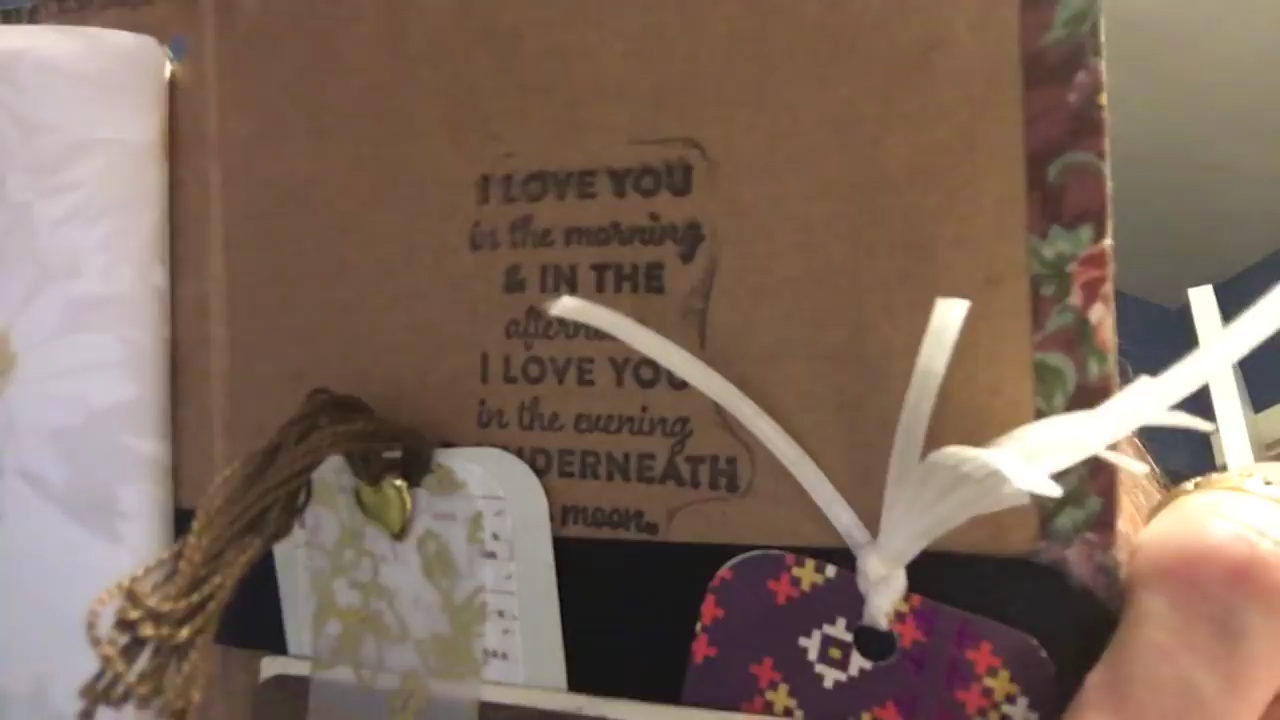 I LOVE YOU
in the morning
& IN THE
I LOVE YOU
in the evening
moon...